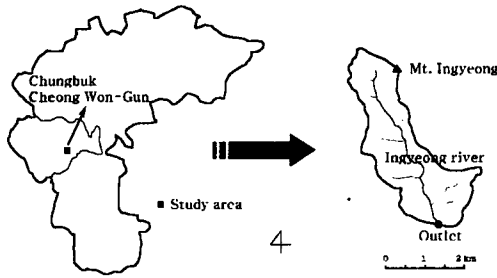 Chungbuk
Cheong Won-Gun
Mt. Ingyeong
Ingyeong river
Study area
4
Outlet
0 1 2 km